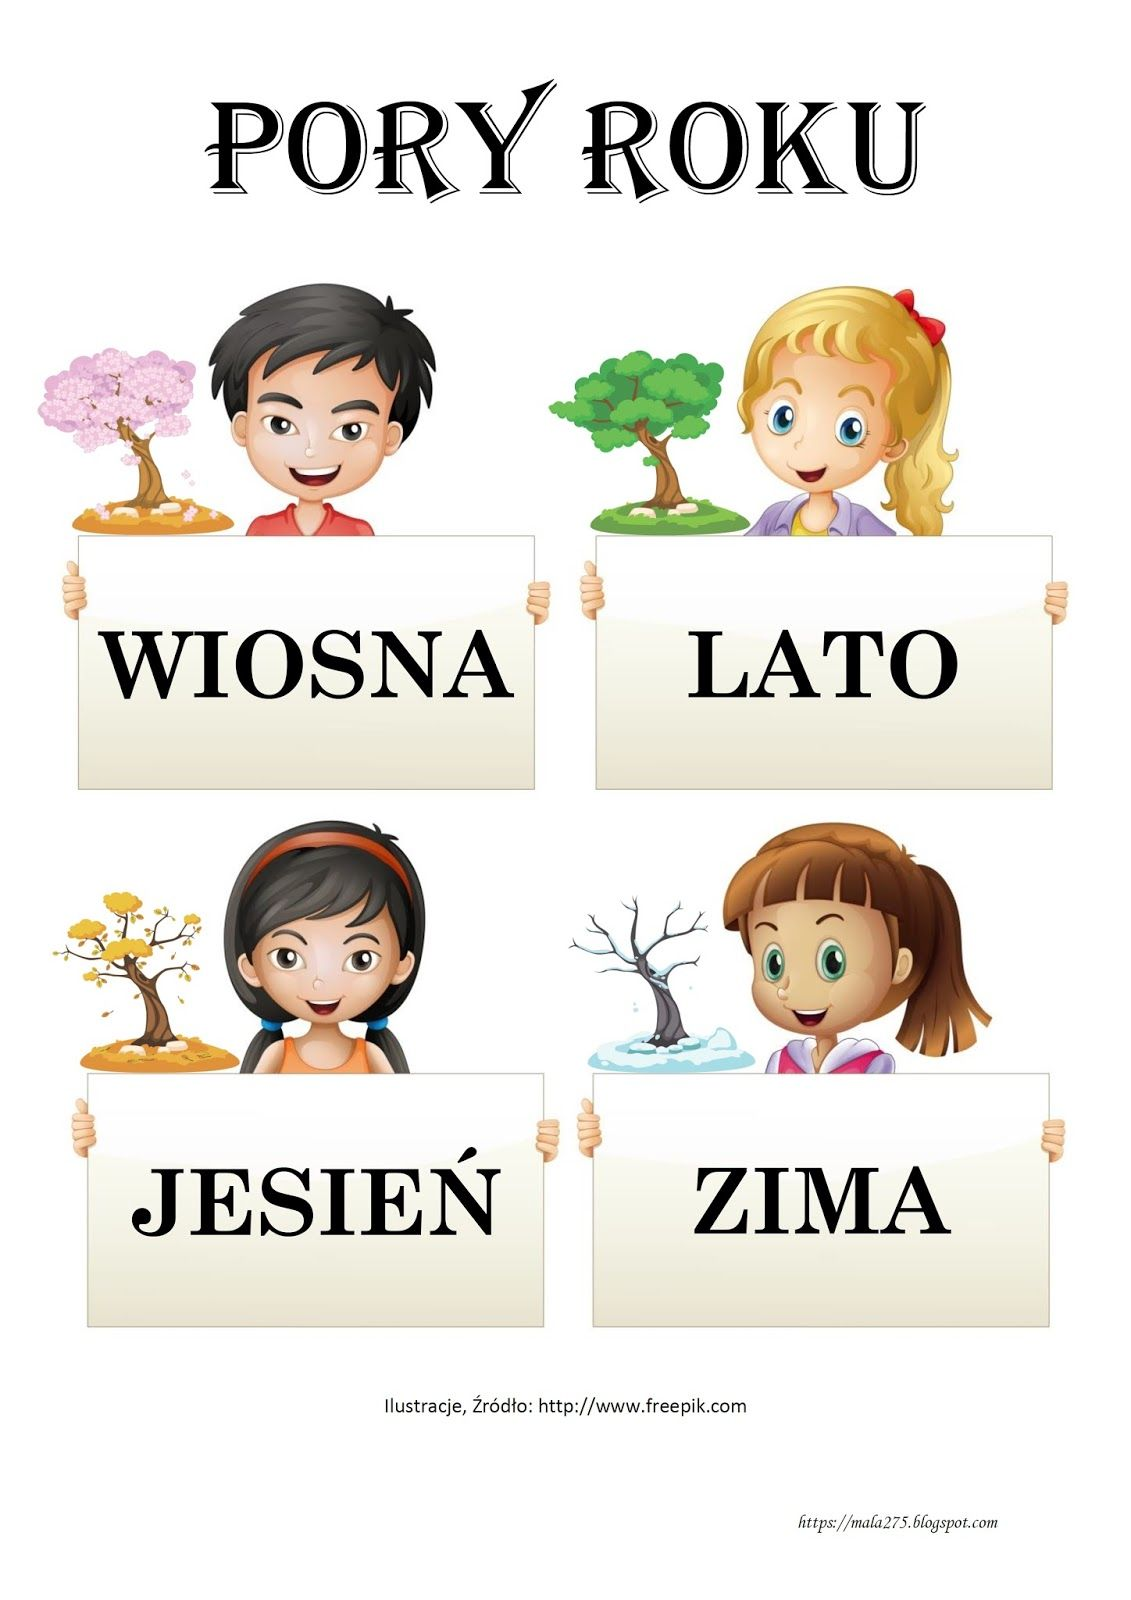 PORY ROKU
WIOSNA
LATO
JESIEŃ
ZIMA
Ilustracje, Źródło: http://www.freepik.com
https://mala275.blogspot.com